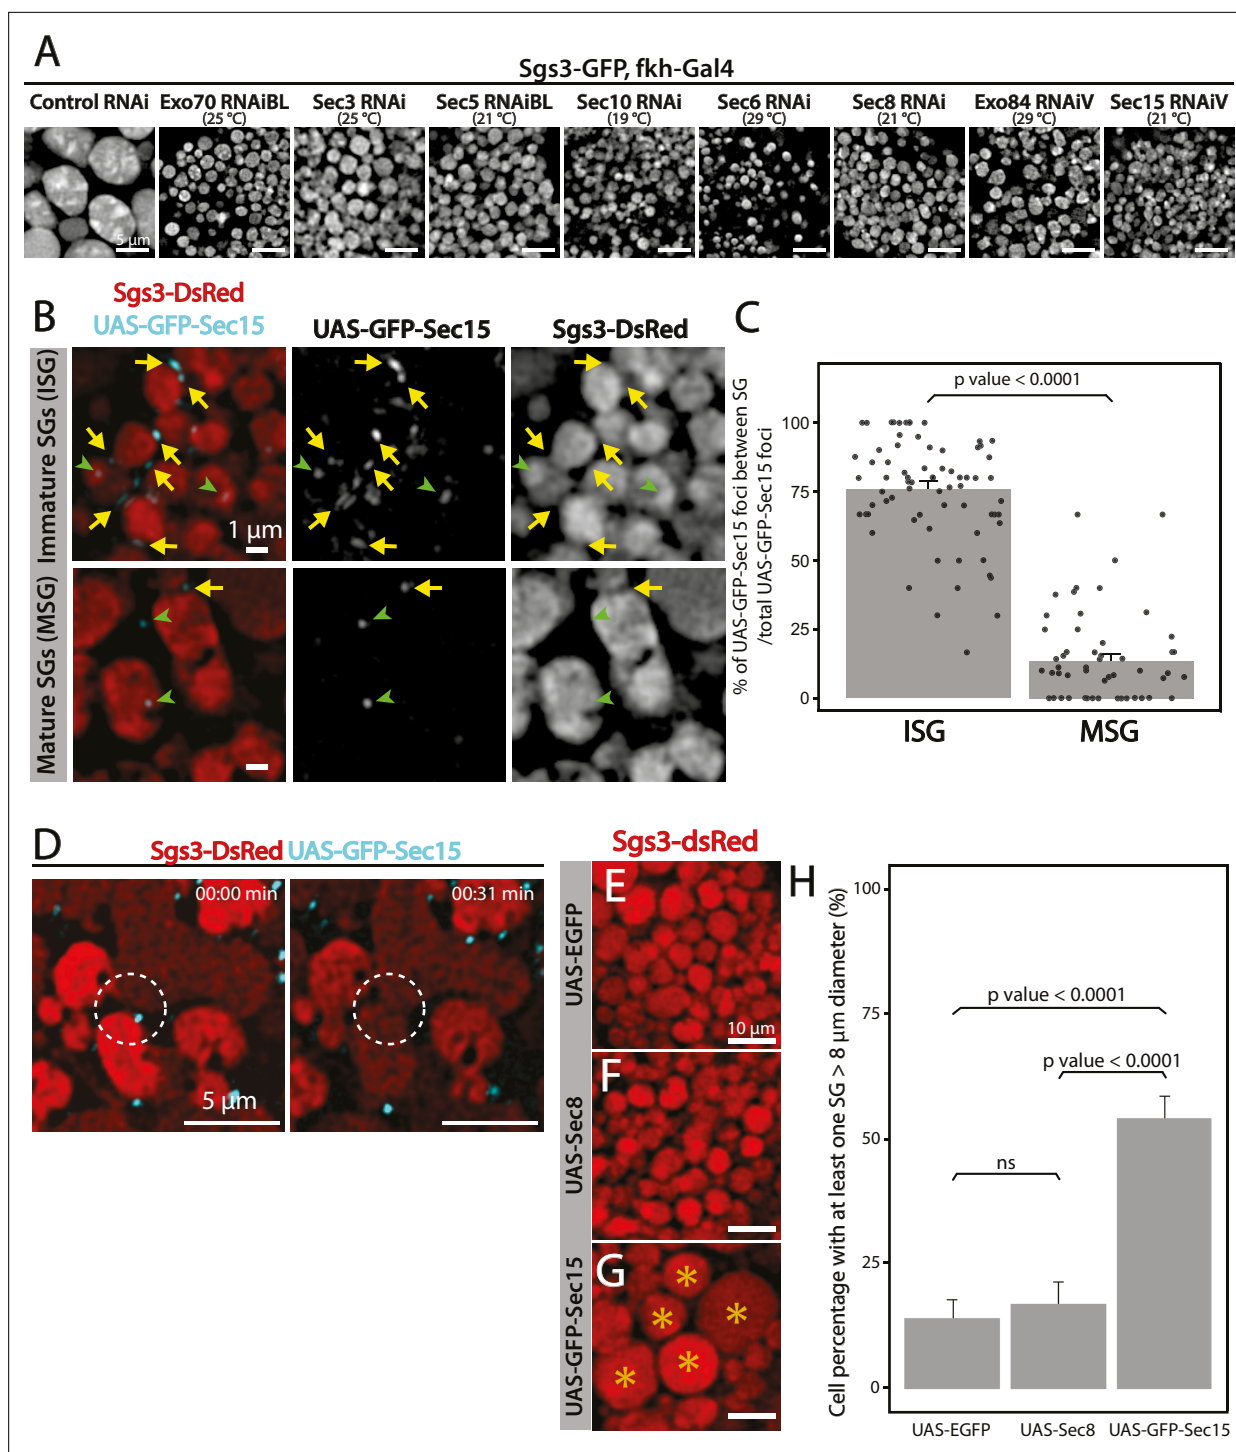 A
Sgs3-GFP, fkh-Gal4
Control RNAi Exo70 RNAiBL Sec3 RNAi Sec5 RNAiBL Sec10 RNAi Sec6 RNAi Sec8 RNAi Exo84 RNAiV Sec15 RNAiV
(25 °C) (25 °C) (21 °C) (19 °C) (29 °C) (21 °C) (29 °C) (21 °C)
5 µm
B
Sgs3-DsRed
UAS-GFP-Sec15
UAS-GFP-Sec15
Sgs3-DsRed
Immature SGs (ISG)
1 µm
Mature SGs (MSG)
C
% of UAS-GFP-Sec15 foci between SG
/total UAS-GFP-Sec15 foci
p value < 0.0001
100
75
50
25
0
ISG MSG
D
Sgs3-DsRed UAS-GFP-Sec15
00:00 min
00:31 min
5 µm
Sgs3-dsRed
UAS-EGFP
E
10 µm
UAS-Sec8
F
UAS-GFP-Sec15
G
* * * * *
H
Cell percentage with at least one SG > 8 µm diameter (%)
100
75
50
25
0
p value < 0.0001
p value < 0.0001
ns
UAS-EGFP UAS-Sec8 UAS-GFP-Sec15